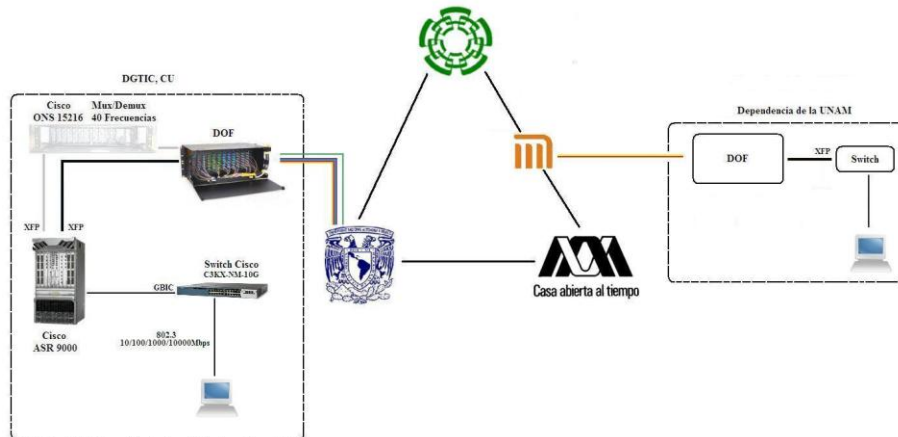 DGTIC, CU
Cisco
ONS 15216
Mux/Demux
40 Frecuencias
DOF
XFP
XFP
Switch Cisco
C3KX-NM-10G
GBIC
Cisco
ASR 9000
802.3
10/100/1000/10000Mbps
Casa abierta al tiempo
Dependencia de la UNAM
DOF
XFP
Switch